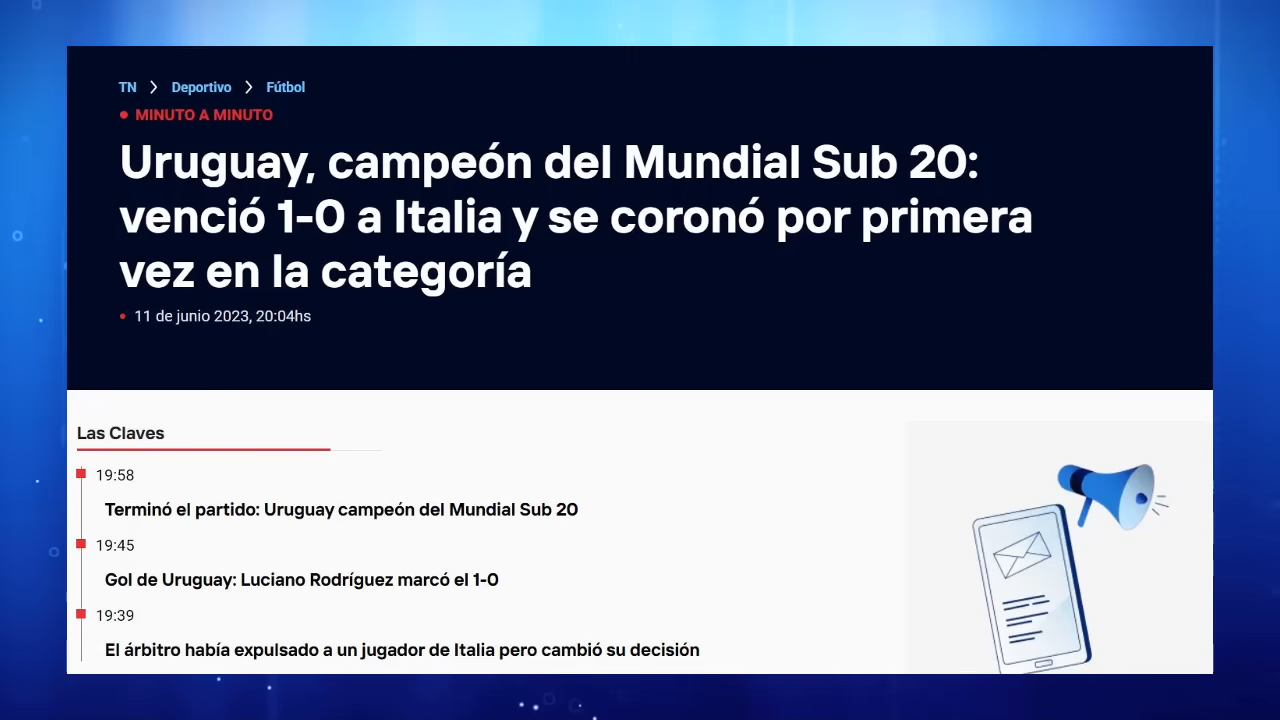 TN > Deportivo > Fútbol
MINUTO A MINUTO
Uruguay, campeón del Mundial Sub 20:
venció 1-0 a Italia y se coronó por primera
vez en la categoría
11 de junio 2023, 20:04hs
Las Claves
19:58
Terminó el partido: Uruguay campeón del Mundial Sub 20
19:45
Gol de Uruguay: Luciano Rodríguez marcó el 1-0
19:39
El árbitro había expulsado a un jugador de Italia pero cambió su decisión